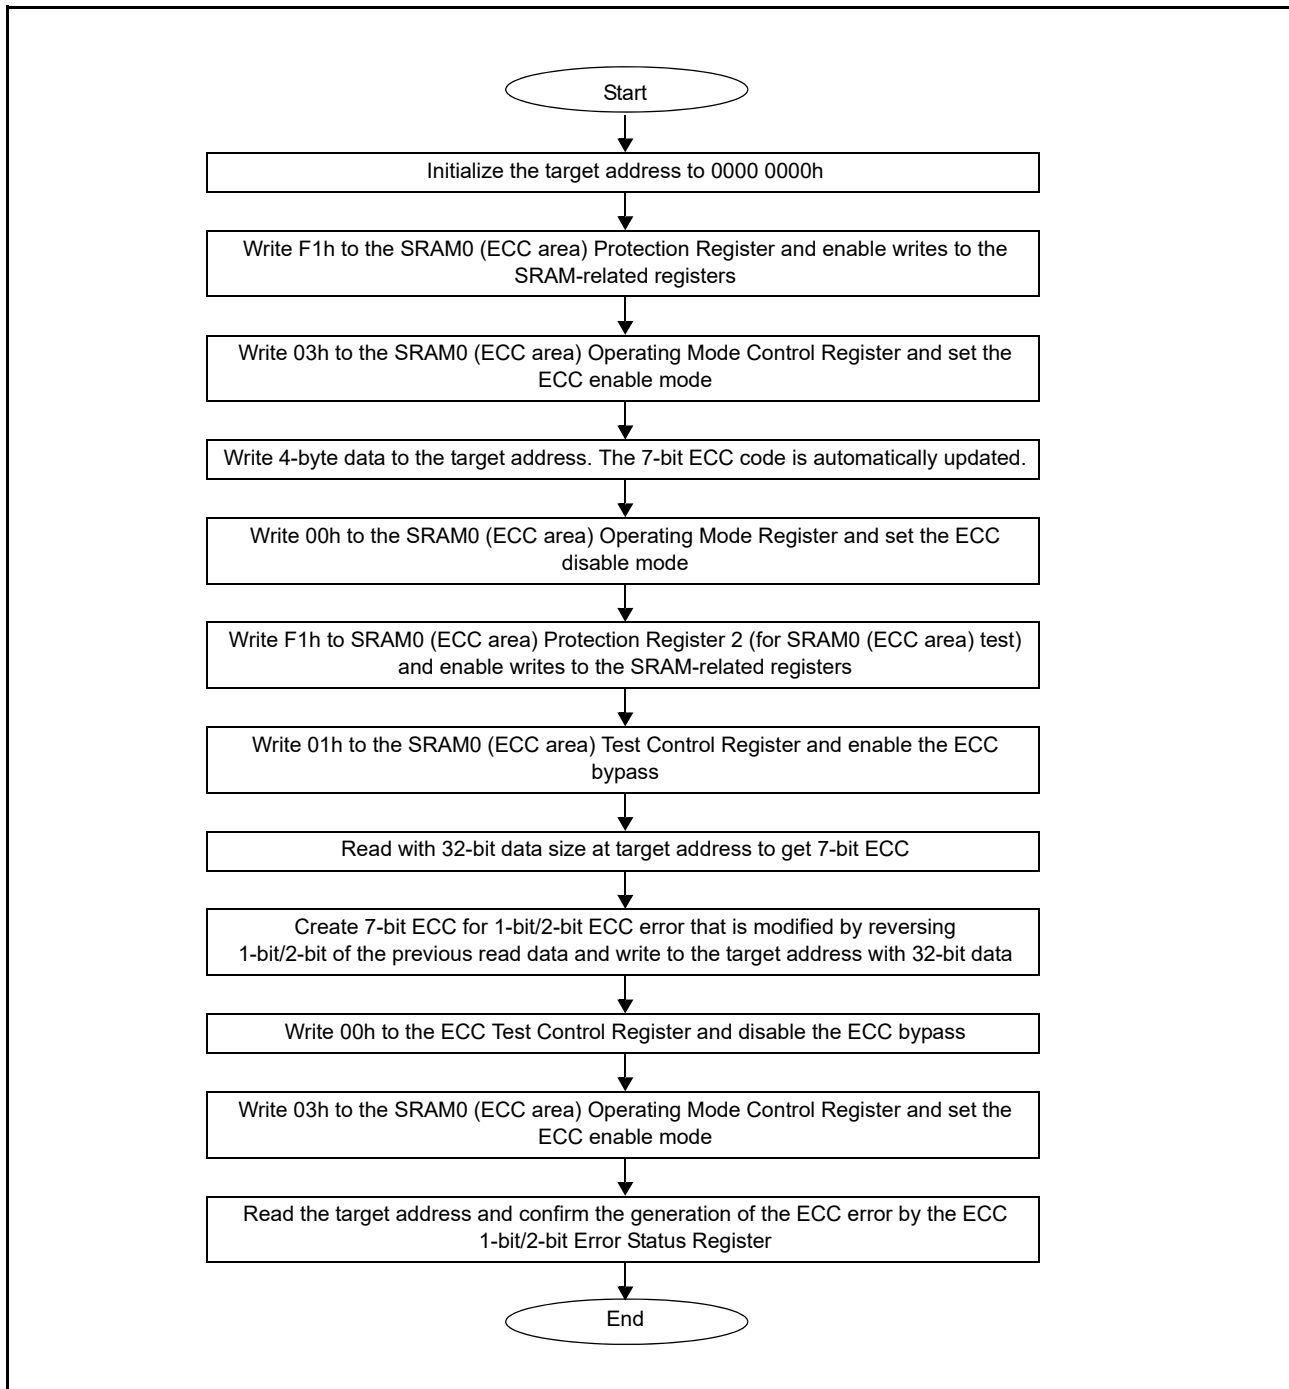 Start
Initialize the target address to 0000 0000h
Write F1h to the SRAM0 (ECC area) Protection Register and enable writes to the
SRAM-related registers
Write 03h to the SRAM0 (ECC area) Operating Mode Control Register and set the
ECC enable mode
Write 4-byte data to the target address. The 7-bit ECC code is automatically updated.
Write 00h to the SRAM0 (ECC area) Operating Mode Register and set the ECC
disable mode
Write F1h to SRAM0 (ECC area) Protection Register 2 (for SRAM0 (ECC area) test)
and enable writes to the SRAM-related registers
Write 01h to the SRAM0 (ECC area) Test Control Register and enable the ECC
bypass
Read with 32-bit data size at target address to get 7-bit ECC
Create 7-bit ECC for 1-bit/2-bit ECC error that is modified by reversing
1-bit/2-bit of the previous read data and write to the target address with 32-bit data
Write 00h to the ECC Test Control Register and disable the ECC bypass
Write 03h to the SRAM0 (ECC area) Operating Mode Control Register and set the
ECC enable mode
Read the target address and confirm the generation of the ECC error by the ECC
1-bit/2-bit Error Status Register
End